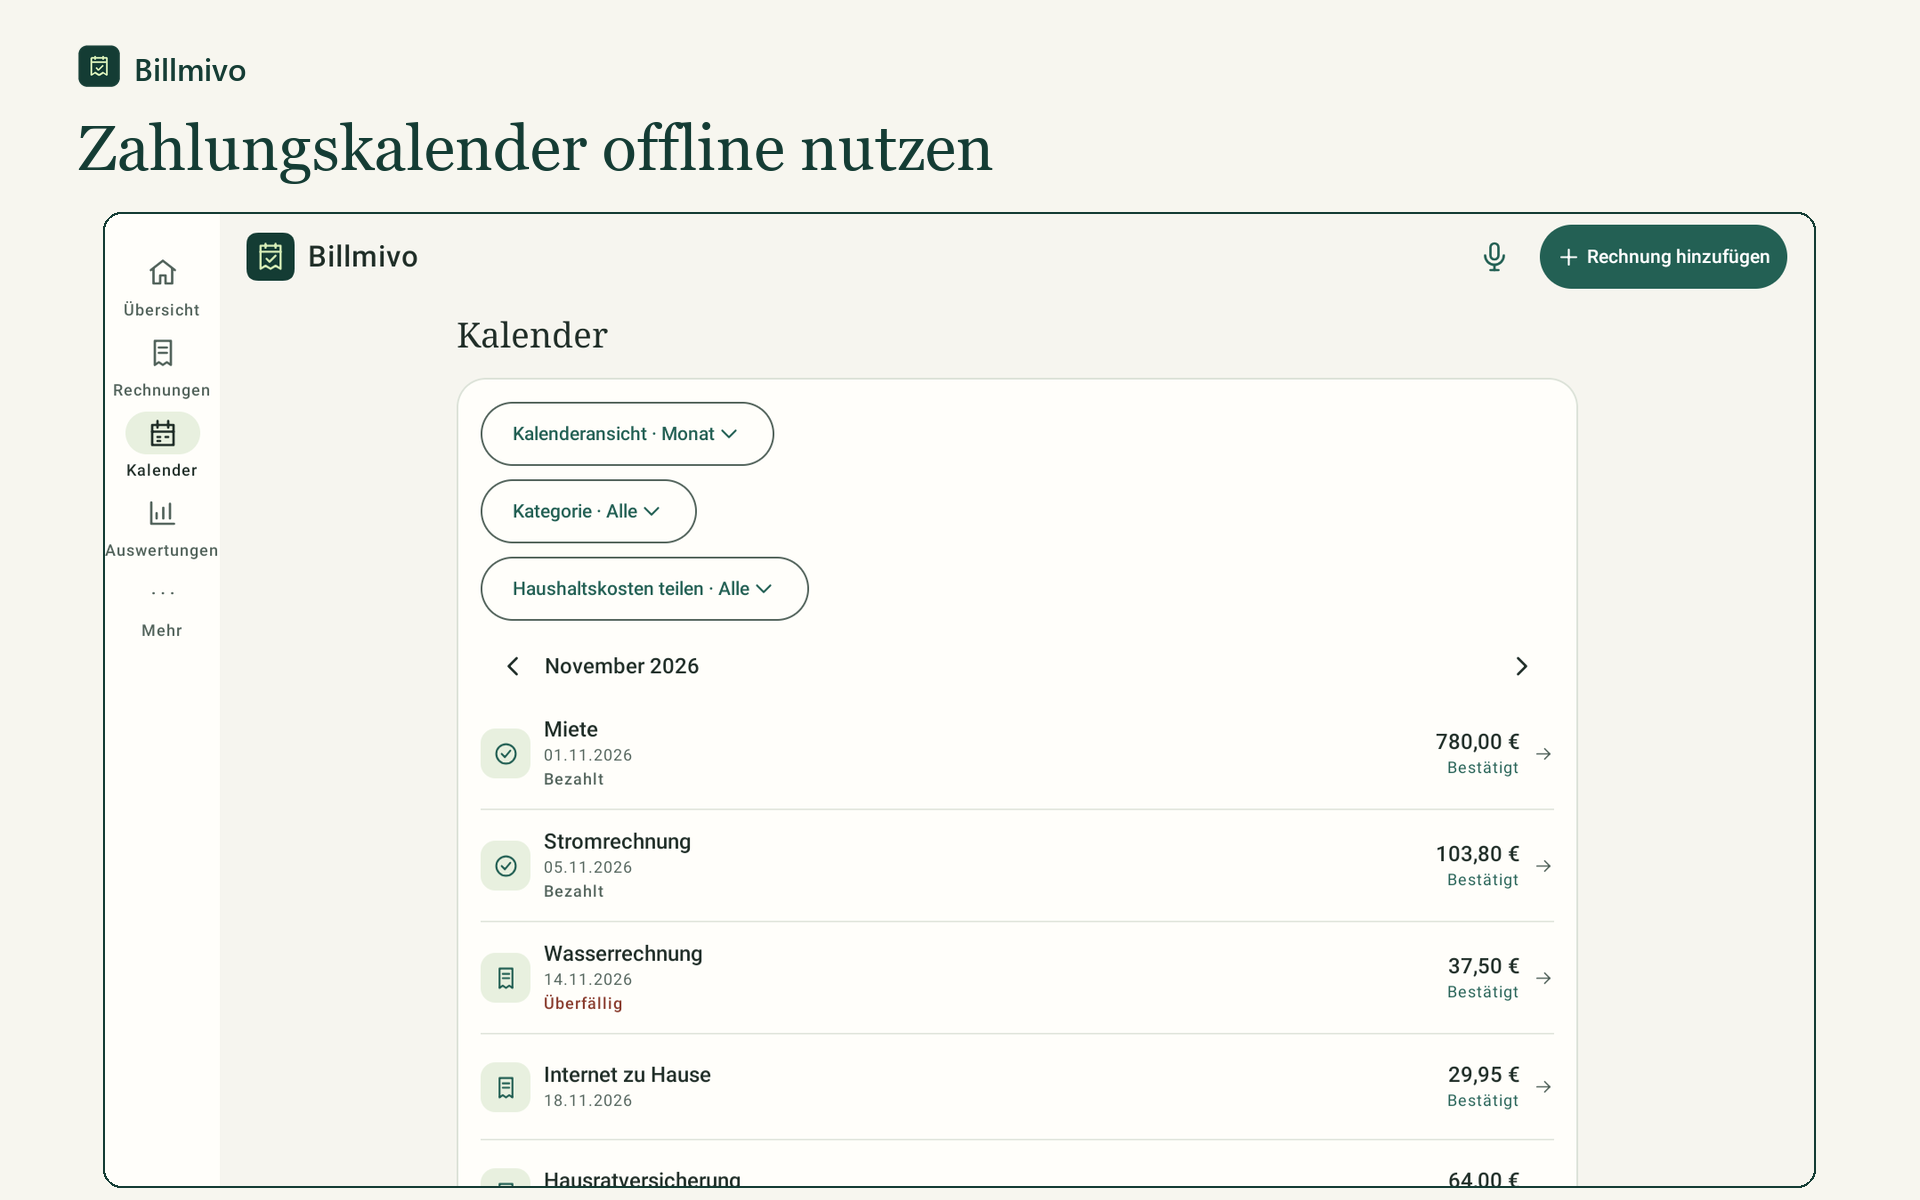 Billmivo
Zahlungskalender offline nutzen
Billmivo
Rechnung hinzufügen
Übersicht
Rechnungen
Kalender
Auswertungen
Mehr
Kalender
Kalenderansicht · Monat
Kategorie · Alle
Haushaltskosten teilen · Alle
November 2026
Miete
01.11.2026
Bezahlt
780,00 €
Bestätigt
Stromrechnung
05.11.2026
Bezahlt
103,80 €
Bestätigt
Wasserrechnung
14.11.2026
Überfällig
37,50 €
Bestätigt
Internet zu Hause
18.11.2026
29,95 €
Bestätigt
Hausratversicherung
64,00 €